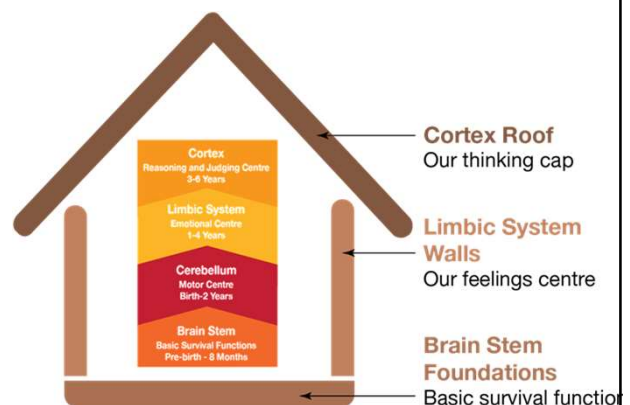 Cortex
Reasoning and Judging Centre
3-6 Years
Limbic System
Emotional Centre
1-4 Years
Cerebellum
Motor Centre
Birth-2 Years
Brain Stem
Basic Survival Functions
Pre-birth - 8 Months
Cortex Roof
Our thinking cap
Limbic System
Walls
Our feelings centre
Brain Stem
Foundations
Basic survival function